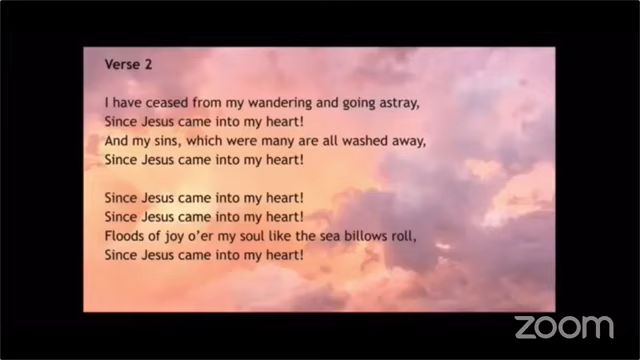 Verse 2
I have ceased from my wandering and going astray,
Since Jesus came into my heart!
And my sins, which were many are all washed away,
Since Jesus came into my heart!
Since Jesus came into my heart!
Since Jesus came into my heart!
Floods of joy o’er my soul like the sea billows roll,
Since Jesus came into my heart!
zoom